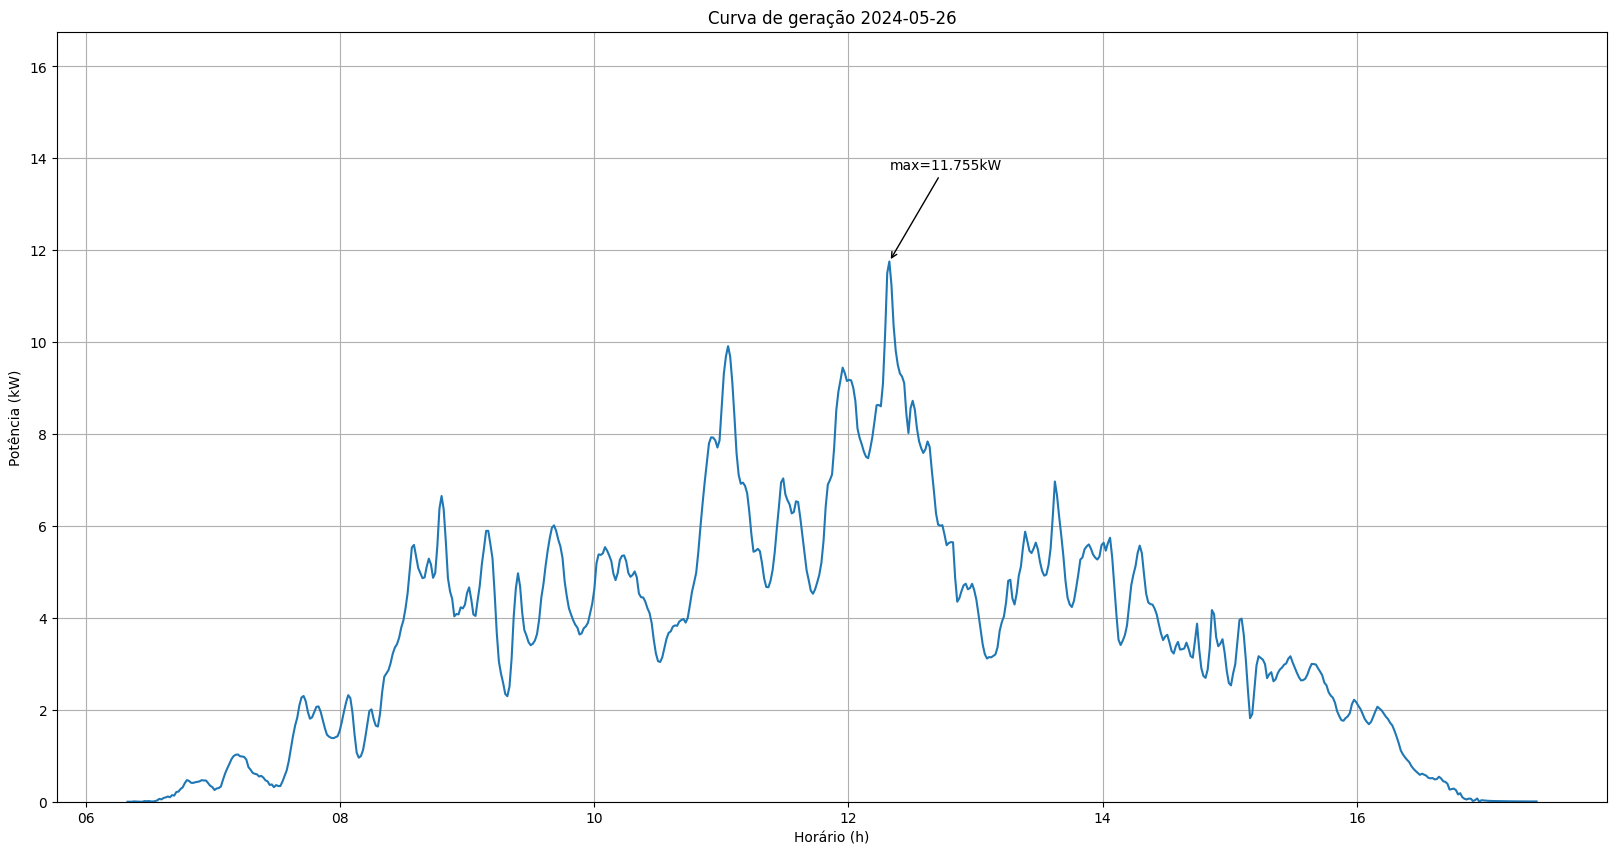 Curva de geração 2024-05-26
16
14
max=11.755kW
12
10
8
6
4
2
0
Potência (kW)
06 08 10 12 14 16
Horário (h)